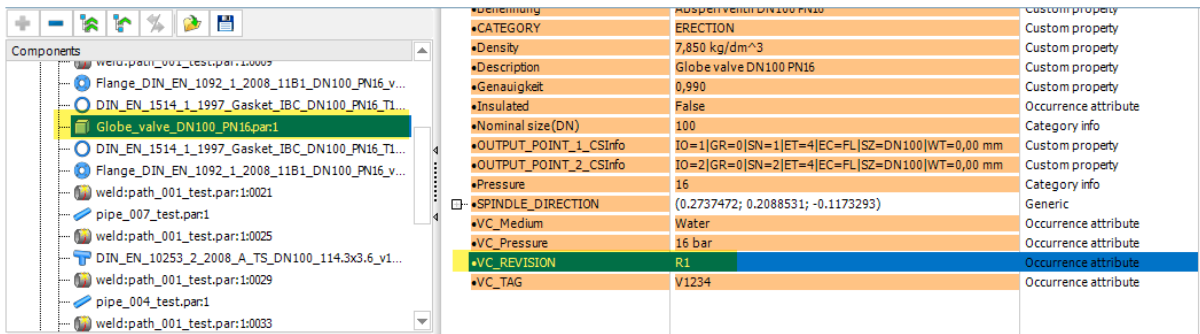 Components
weld:path_001_test.par:1:0009
Flange_DIN_EN_1092_1_2008_11B1_DN100_PN16_v...
DIN_EN_1514_1_1997_Gasket_IBC_DN100_PN16_T1...
Globe_valve_DN100_PN16.par:1
DIN_EN_1514_1_1997_Gasket_IBC_DN100_PN16_T1...
Flange_DIN_EN_1092_1_2008_11B1_DN100_PN16_v...
weld:path_001_test.par:1:0021
pipe_007_test.par:1
weld:path_001_test.par:1:0025
DIN_EN_10253_2_2008_A_TS_DN100_114.3x3.6_v1...
weld:path_001_test.par:1:0029
pipe_004_test.par:1
weld:path_001_test.par:1:0033
•Benennung Absperrventil DN100 PN16 Custom property
•CATEGORY ERECTION Custom property
•Density 7,850 kg/dm^3 Custom property
•Description Globe valve DN100 PN16 Custom property
•Genauigkeit 0,990 Custom property
•Insulated False Occurrence attribute
•Nominal size(DN) 100 Category info
•OUTPUT_POINT_1_CSInfo IO=1|GR=0|SN=1|ET=4|EC=FL|SZ=DN100|WT=0,00 mm Custom property
•OUTPUT_POINT_2_CSInfo IO=2|GR=0|SN=2|ET=4|EC=FL|SZ=DN100|WT=0,00 mm Custom property
•Pressure 16 Category info
•SPINDLE_DIRECTION (0.2737472; 0.2088531; -0.1173293) Generic
•VC_Medium Water Occurrence attribute
•VC_Pressure 16 bar Occurrence attribute
•VC_REVISION R1 Occurrence attribute
•VC_TAG V1234 Occurrence attribute